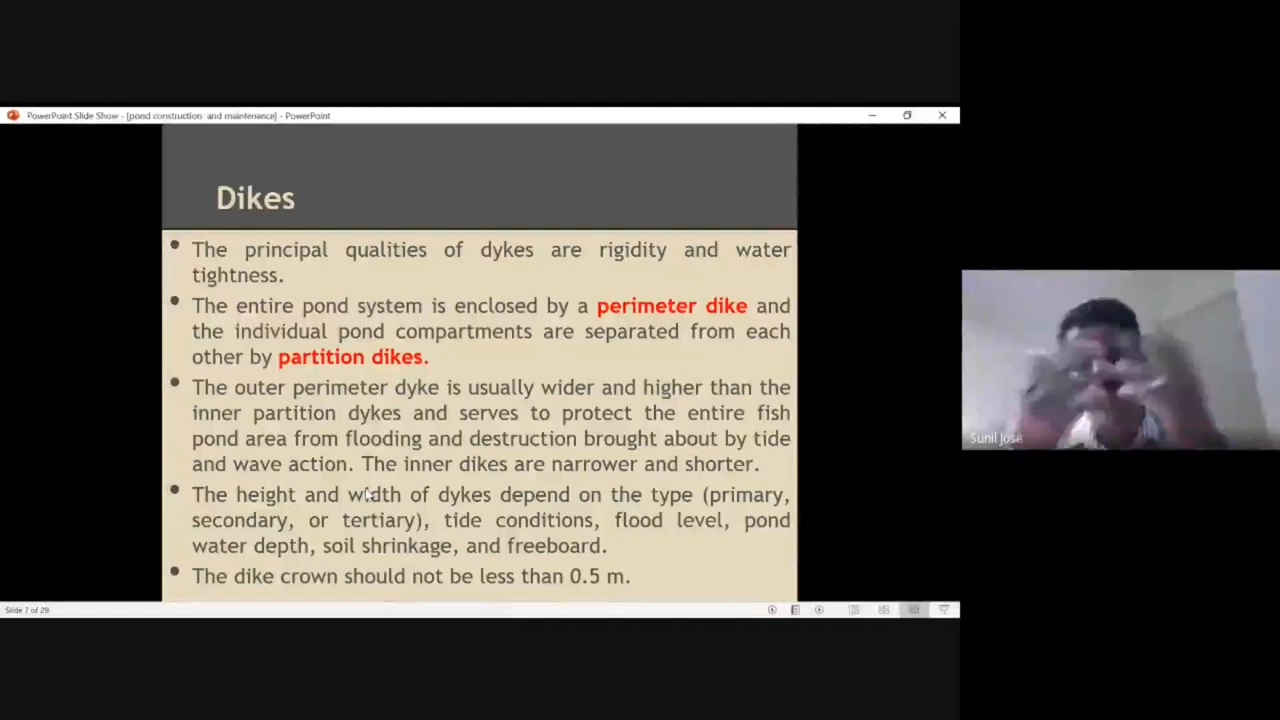 PowerPoint Slide Show - [pond construction and maintenance] - PowerPoint
Dikes
• The principal qualities of dykes are rigidity and water
tightness.
• The entire pond system is enclosed by a perimeter dike and
the individual pond compartments are separated from each
other by partition dikes.
• The outer perimeter dyke is usually wider and higher than the
inner partition dykes and serves to protect the entire fish
pond area from flooding and destruction brought about by tide
and wave action. The inner dikes are narrower and shorter.
• The height and width of dykes depend on the type (primary,
secondary, or tertiary), tide conditions, flood level, pond
water depth, soil shrinkage, and freeboard.
• The dike crown should not be less than 0.5 m.
Slide 7 of 29
Sunil Jose